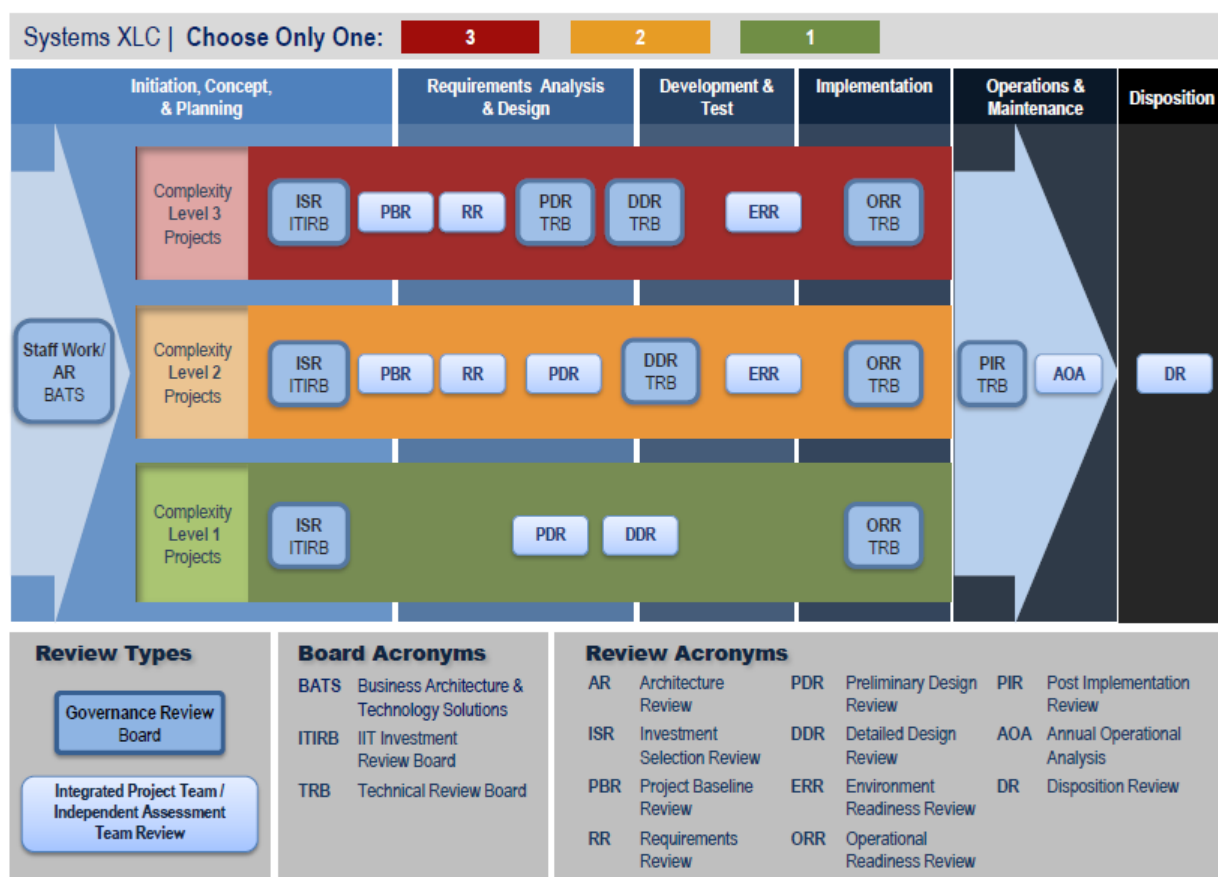 Systems XLC | Choose Only One: 3 2 1
Initiation, Concept,
& Planning
Requirements Analysis
& Design
Development &
Test
Implementation
Operations &
Maintenance
Disposition
Complexity
Level 3
Projects
ISR
ITIRB
PBR
RR
PDR
TRB
DDR
TRB
ERR
ORR
TRB
Staff Work/
AR
BATS
Complexity
Level 2
Projects
ISR
ITIRB
PBR
RR
PDR
DDR
TRB
ERR
ORR
TRB
PIR
TRB
AOA
DR
Complexity
Level 1
Projects
ISR
ITIRB
PDR
DDR
ORR
TRB
Review Types
Governance Review
Board
Integrated Project Team /
Independent Assessment
Team Review
Board Acronyms
BATS Business Architecture &
Technology Solutions
ITIRB IIT Investment
Review Board
TRB Technical Review Board
Review Acronyms
AR Architecture
Review
ISR Investment
Selection Review
PBR Project Baseline
Review
RR Requirements
Review
PDR Preliminary Design
Review
DDR Detailed Design
Review
ERR Environment
Readiness Review
ORR Operational
Readiness Review
PIR Post Implementation
Review
AOA Annual Operational
Analysis
DR Disposition Review